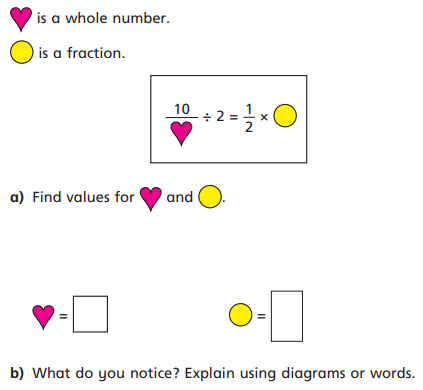 is a whole number.
is a fraction.
10/ ÷ 2 = 1/2 ×
a) Find values for and .
= =
b) What do you notice? Explain using diagrams or words.